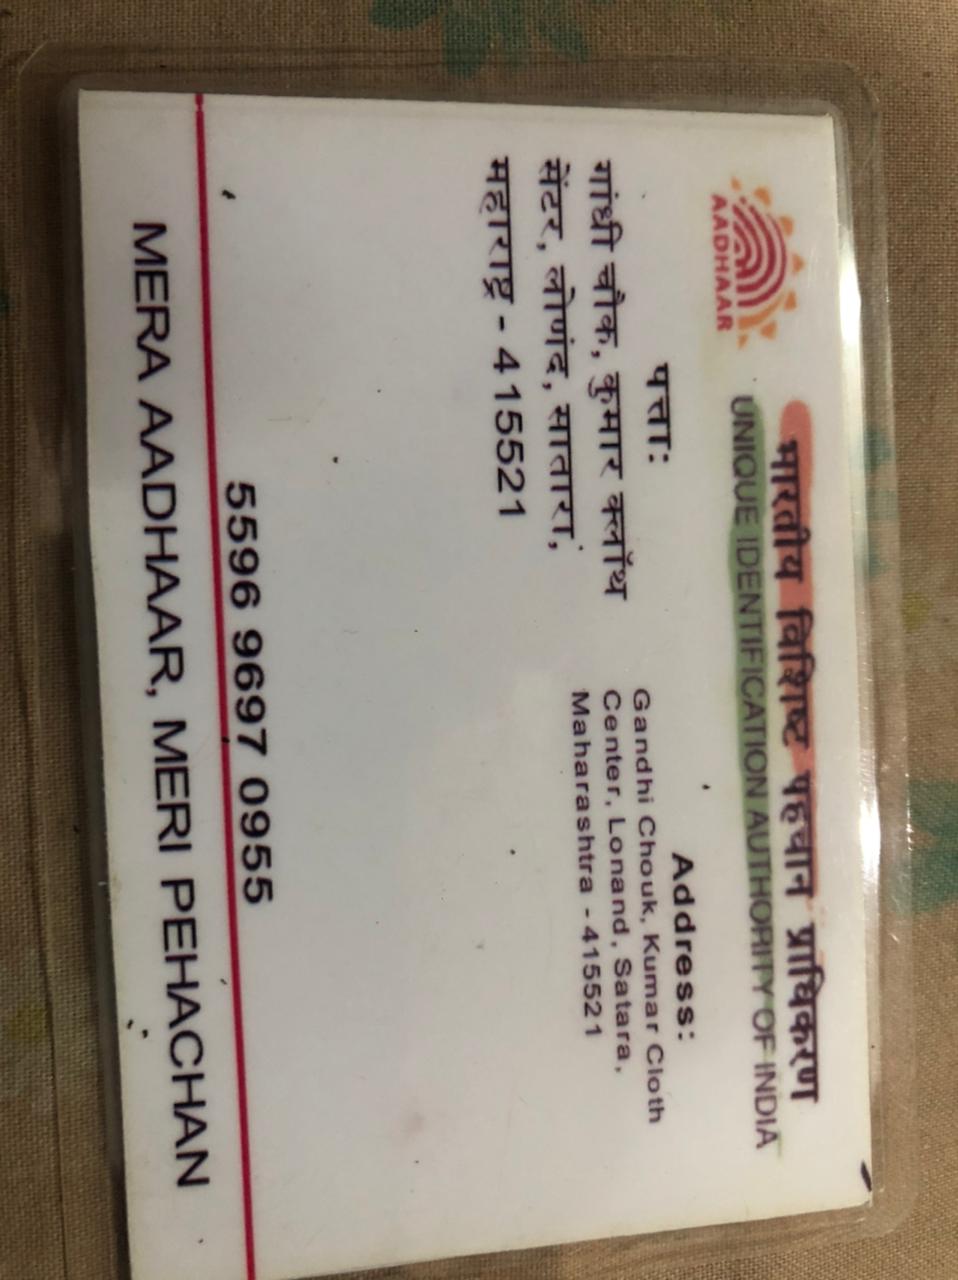 AADHAAR
भारतीय विशिष्ट पहचान प्राधिकरण
UNIQUE IDENTIFICATION AUTHORITY OF INDIA
पत्ता:
गांधी चौक, कुमार क्लॉथ
सेंटर, लोणंद, सातारा,
महाराष्ट्र - 415521
Address:
Gandhi Chouk, Kumar Cloth
Center, Lonand, Satara,
Maharashtra - 415521
5596 9697 0955
MERA AADHAAR, MERI PEHACHAN